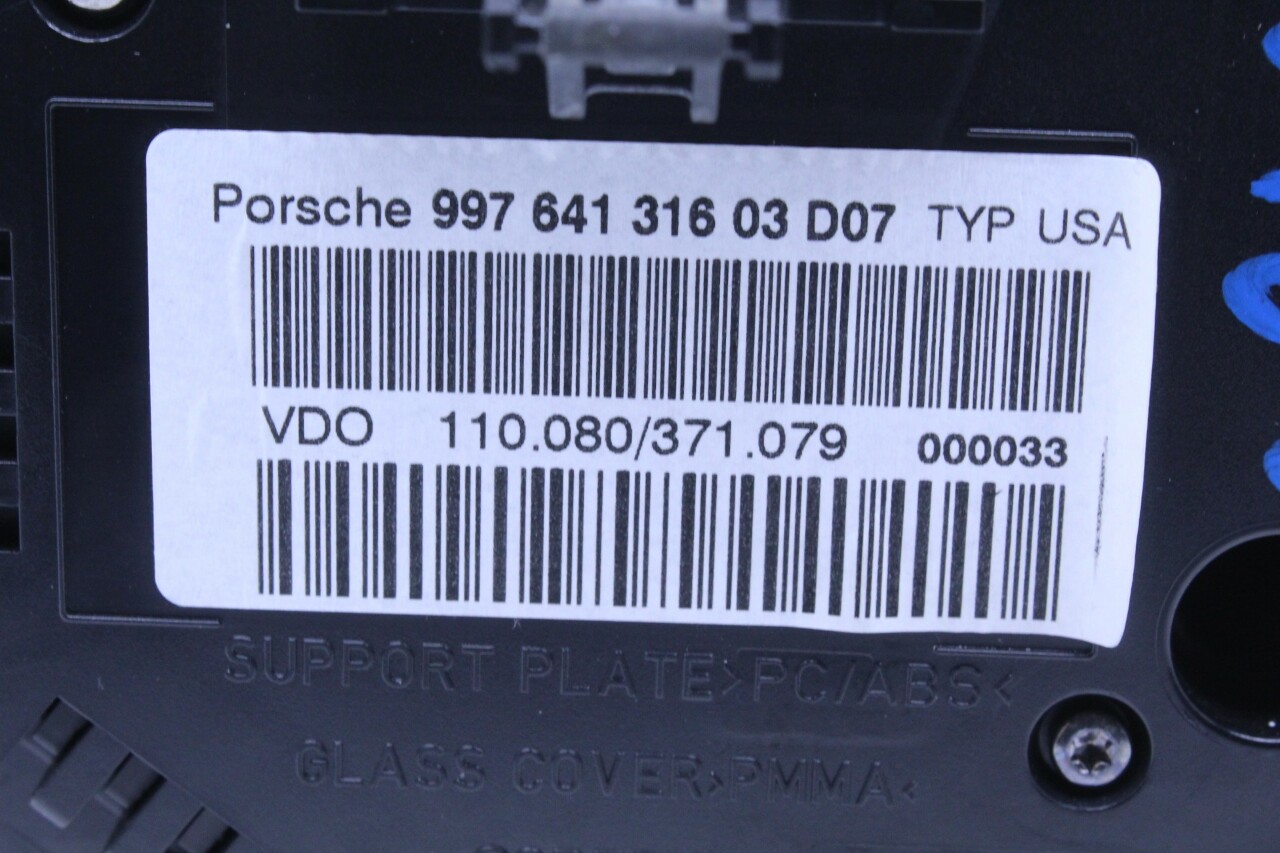 Porsche 997 641 316 03 D07 TYP USA
VDO 110.080/371.079 000033
SUPPORT PLATE>PC/ABS<
GLASS COVER>PMMA<